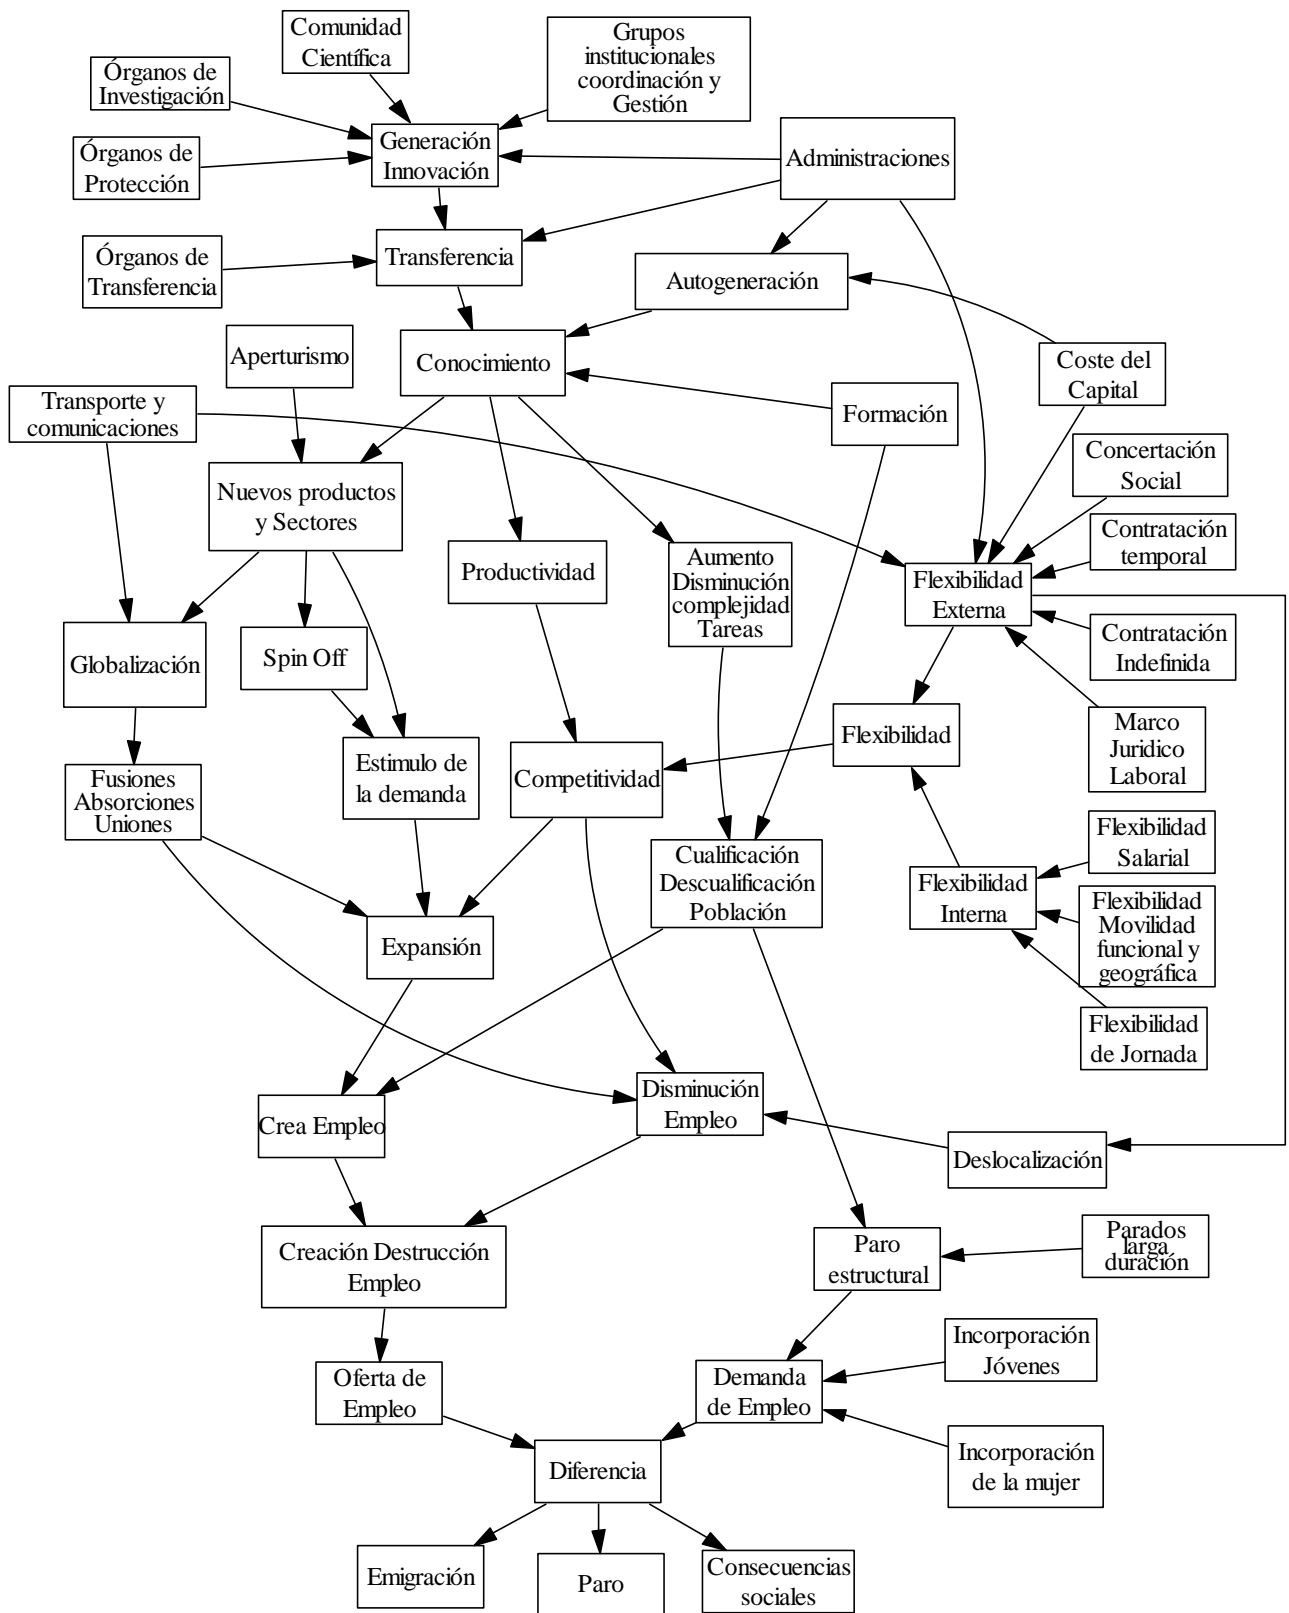 Comunidad
Científica
Grupos
institucionales
coordinación y
Gestión
Órganos de
Investigación
Generación
Innovación
Administraciones
Órganos de
Protección
Transferencia
Órganos de
Transferencia
Autogeneración
Aperturismo
Conocimiento
Coste del
Capital
Transporte y
comunicaciones
Formación
Concertación
Social
Nuevos productos
y Sectores
Contratación
temporal
Productividad
Aumento
Disminución
complejidad
Tareas
Flexibilidad
Externa
Contratación
Indefinida
Globalización
Spin Off
Flexibilidad
Marco
Juridico
Laboral
Estimulo de
la demanda
Competitividad
Fusiones
Absorciones
Uniones
Flexibilidad
Salarial
Cualificación
Descualificación
Población
Flexibilidad
Interna
Flexibilidad
Movilidad
funcional y
geográfica
Expansión
Flexibilidad
de Jornada
Disminución
Empleo
Crea Empleo
Deslocalización
Creación Destrucción
Empleo
Paro
estructural
Parados
larga
duración
Incorporación
Jóvenes
Oferta de
Empleo
Demanda
de Empleo
Incorporación
de la mujer
Diferencia
Emigración
Paro
Consecuencias
sociales